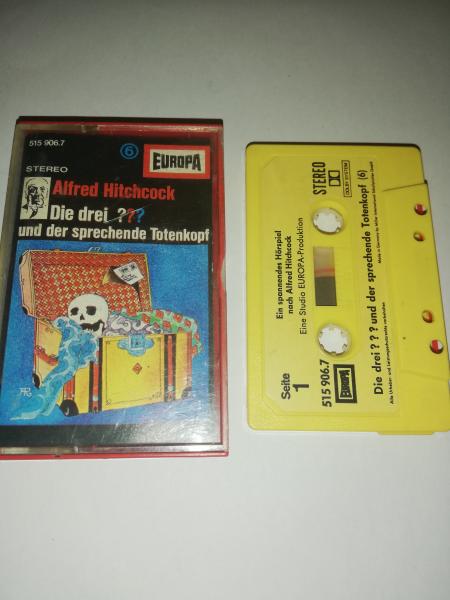 515 906.7
6
EUROPA
STEREO
Alfred Hitchcock
Die drei ???
und der sprechende Totenkopf
Seite
1
515 906.7
EUROPA
Ein spannendes Hörspiel
nach Alfred Hitchcock
Eine Studio EUROPA-Produktion
STEREO
DOLBY SYSTEM
Die drei ? ? ? und der sprechende Totenkopf (6)